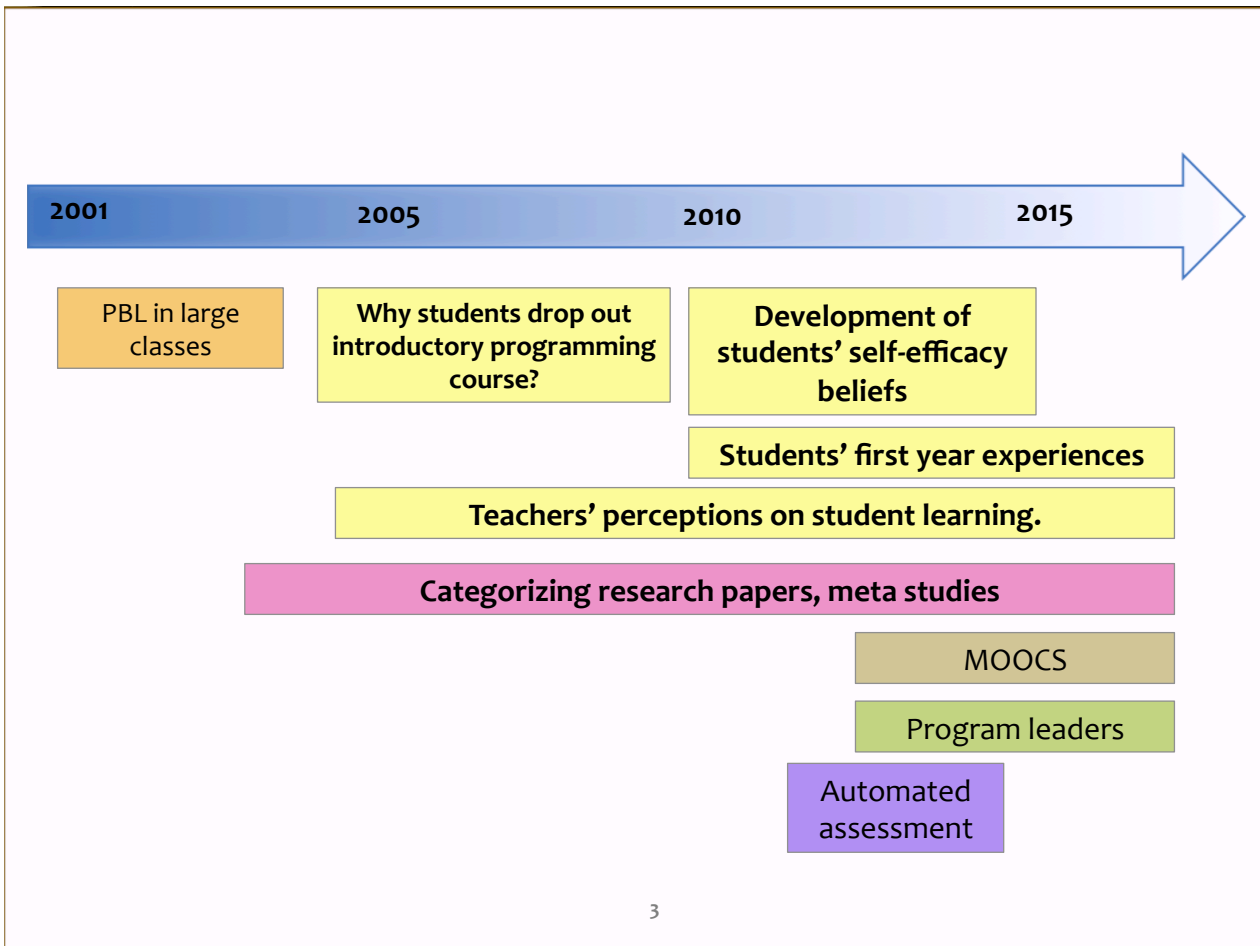 2001 2005 2010 2015
PBL in large
classes
Why students drop out
introductory programming
course?
Development of
students’ self-efficacy
beliefs
Students’ first year experiences
Teachers’ perceptions on student learning.
Categorizing research papers, meta studies
MOOCS
Program leaders
Automated
assessment
3